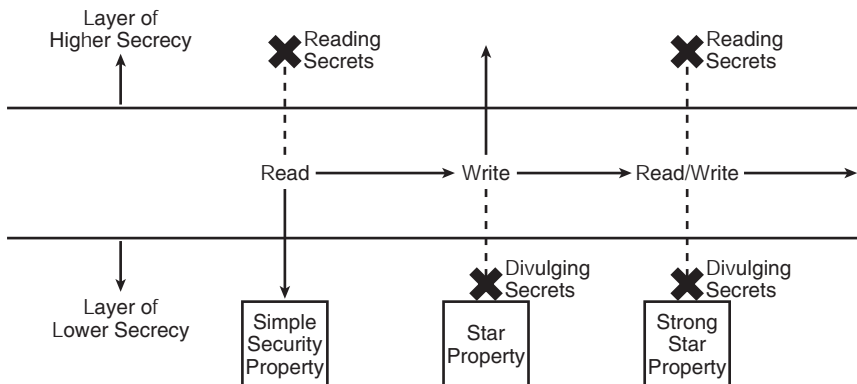 Layer of
Higher Secrecy
Reading
Secrets
Reading
Secrets
Read
Write
Read/Write
Layer of
Lower Secrecy
Divulging
Secrets
Divulging
Secrets
Simple
Security
Property
Star
Property
Strong
Star
Property